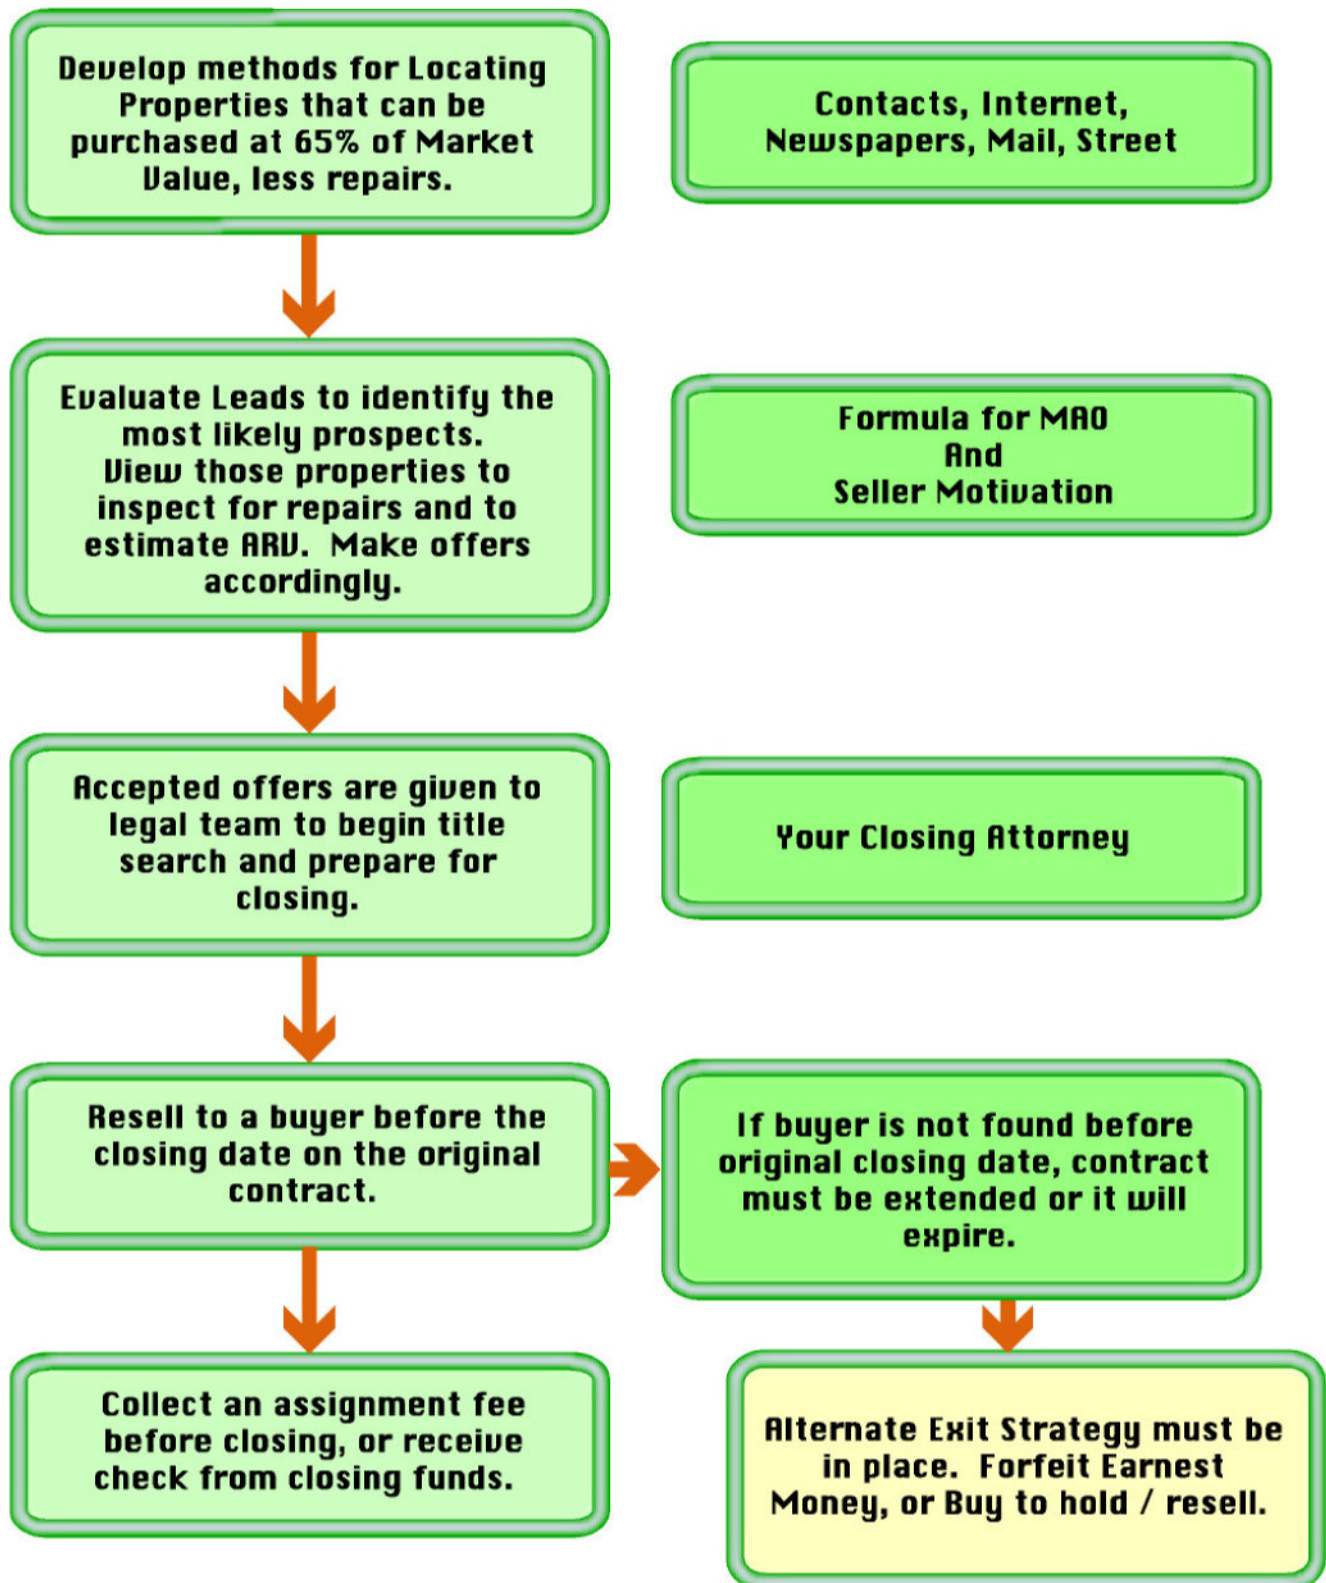 Develop methods for Locating
Properties that can be
purchased at 65% of Market
Value, less repairs.
Contacts, Internet,
Newspapers, Mail, Street
Evaluate Leads to identify the
most likely prospects.
View those properties to
inspect for repairs and to
estimate ARV. Make offers
accordingly.
Formula for MAO
And
Seller Motivation
Accepted offers are given to
legal team to begin title
search and prepare for
closing.
Your Closing Attorney
Resell to a buyer before the
closing date on the original
contract.
If buyer is not found before
original closing date, contract
must be extended or it will
expire.
Collect an assignment fee
before closing, or receive
check from closing funds.
Alternate Exit Strategy must be
in place. Forfeit Earnest
Money, or Buy to hold / resell.